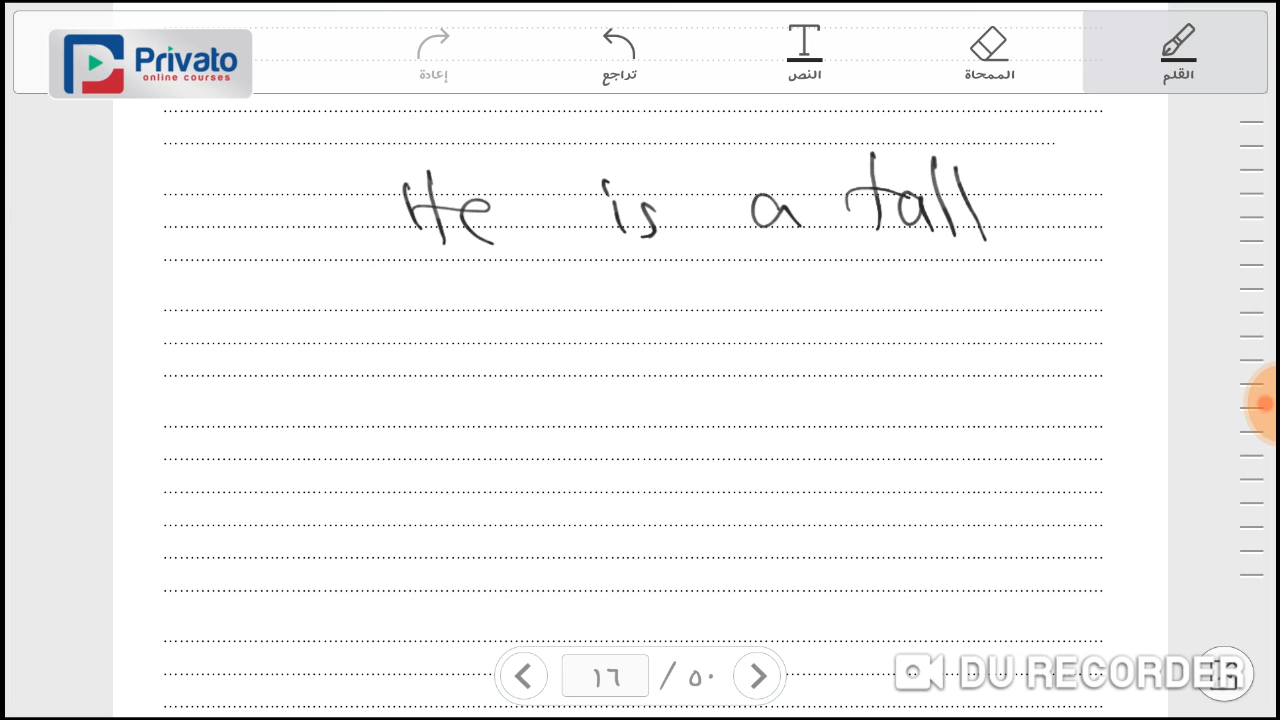 Privato
online courses
إعادة
تراجع
النص
الممحاة
القلم
He is a tall
١٦ / ٥٠
DU RECORDER